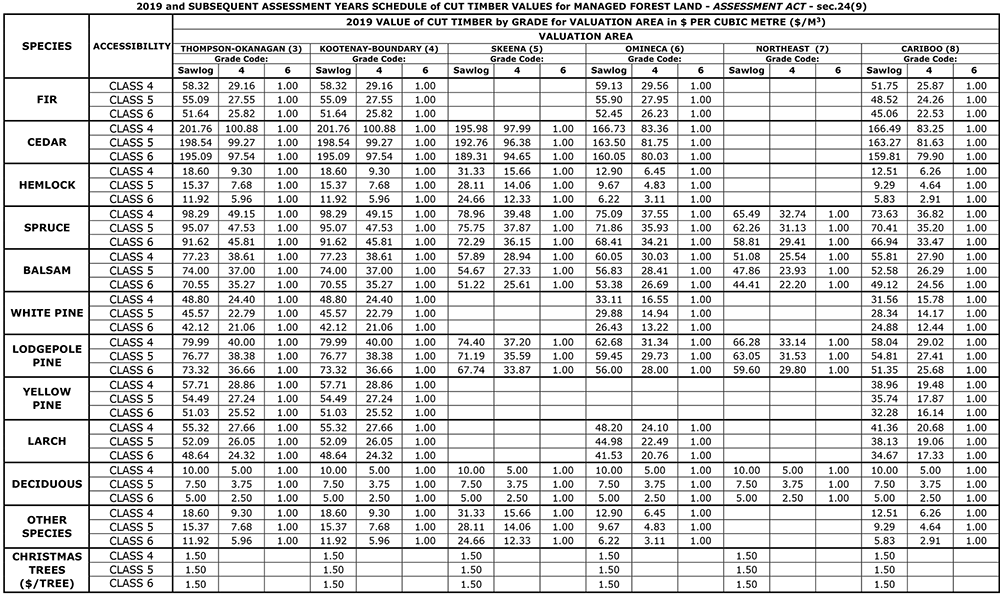 2019 and SUBSEQUENT ASSESSMENT YEARS SCHEDULE of CUT TIMBER VALUES for MANAGED FOREST LAND - ASSESSMENT ACT - sec.24(9)
2019 VALUE of CUT TIMBER by GRADE for VALUATION AREA in $ PER CUBIC METRE ($/M³)
VALUATION AREA
SPECIES ACCESSIBILITY THOMPSON-OKANAGAN (3) KOOTENAY-BOUNDARY (4) SKEENA (5) OMINECA (6) NORTHEAST (7) CARIBOO (8)
Grade Code: Grade Code: Grade Code: Grade Code: Grade Code: Grade Code:
Sawlog 4 6 Sawlog 4 6 Sawlog 4 6 Sawlog 4 6 Sawlog 4 6 Sawlog 4 6
FIR
CLASS 4 58.32 29.16 1.00 58.32 29.16 1.00 59.13 29.56 1.00 51.75 25.87 1.00
CLASS 5 55.09 27.55 1.00 55.09 27.55 1.00 55.90 27.95 1.00 48.52 24.26 1.00
CLASS 6 51.64 25.82 1.00 51.64 25.82 1.00 52.45 26.23 1.00 45.06 22.53 1.00
CEDAR
CLASS 4 201.76 100.88 1.00 201.76 100.88 1.00 195.98 97.99 1.00 166.73 83.36 1.00 166.49 83.25 1.00
CLASS 5 198.54 99.27 1.00 198.54 99.27 1.00 192.76 96.38 1.00 163.50 81.75 1.00 163.27 81.63 1.00
CLASS 6 195.09 97.54 1.00 195.09 97.54 1.00 189.31 94.65 1.00 160.05 80.03 1.00 159.81 79.90 1.00
HEMLOCK
CLASS 4 18.60 9.30 1.00 18.60 9.30 1.00 31.33 15.66 1.00 12.90 6.45 1.00 12.51 6.26 1.00
CLASS 5 15.37 7.68 1.00 15.37 7.68 1.00 28.11 14.06 1.00 9.67 4.83 1.00 9.29 4.64 1.00
CLASS 6 11.92 5.96 1.00 11.92 5.96 1.00 24.66 12.33 1.00 6.22 3.11 1.00 5.83 2.91 1.00
SPRUCE
CLASS 4 98.29 49.15 1.00 98.29 49.15 1.00 78.96 39.48 1.00 75.09 37.55 1.00 65.49 32.74 1.00 73.63 36.82 1.00
CLASS 5 95.07 47.53 1.00 95.07 47.53 1.00 75.75 37.87 1.00 71.86 35.93 1.00 62.26 31.13 1.00 70.41 35.20 1.00
CLASS 6 91.62 45.81 1.00 91.62 45.81 1.00 72.29 36.15 1.00 68.41 34.21 1.00 58.81 29.41 1.00 66.94 33.47 1.00
BALSAM
CLASS 4 77.23 38.61 1.00 77.23 38.61 1.00 57.89 28.94 1.00 60.05 30.03 1.00 51.08 25.54 1.00 55.81 27.90 1.00
CLASS 5 74.00 37.00 1.00 74.00 37.00 1.00 54.67 27.33 1.00 56.83 28.41 1.00 47.86 23.93 1.00 52.58 26.29 1.00
CLASS 6 70.55 35.27 1.00 70.55 35.27 1.00 51.22 25.61 1.00 53.38 26.69 1.00 44.41 22.20 1.00 49.12 24.56 1.00
WHITE PINE
CLASS 4 48.80 24.40 1.00 48.80 24.40 1.00 33.11 16.55 1.00 31.56 15.78 1.00
CLASS 5 45.57 22.79 1.00 45.57 22.79 1.00 29.88 14.94 1.00 28.34 14.17 1.00
CLASS 6 42.12 21.06 1.00 42.12 21.06 1.00 26.43 13.22 1.00 24.88 12.44 1.00
LODGEPOLE
PINE
CLASS 4 79.99 40.00 1.00 79.99 40.00 1.00 74.40 37.20 1.00 62.68 31.34 1.00 66.28 33.14 1.00 58.04 29.02 1.00
CLASS 5 76.77 38.38 1.00 76.77 38.38 1.00 71.19 35.59 1.00 59.45 29.73 1.00 63.05 31.53 1.00 54.81 27.41 1.00
CLASS 6 73.32 36.66 1.00 73.32 36.66 1.00 67.74 33.87 1.00 56.00 28.00 1.00 59.60 29.80 1.00 51.35 25.68 1.00
YELLOW
PINE
CLASS 4 57.71 28.86 1.00 57.71 28.86 1.00 38.96 19.48 1.00
CLASS 5 54.49 27.24 1.00 54.49 27.24 1.00 35.74 17.87 1.00
CLASS 6 51.03 25.52 1.00 51.03 25.52 1.00 32.28 16.14 1.00
LARCH
CLASS 4 55.32 27.66 1.00 55.32 27.66 1.00 48.20 24.10 1.00 41.36 20.68 1.00
CLASS 5 52.09 26.05 1.00 52.09 26.05 1.00 44.98 22.49 1.00 38.13 19.06 1.00
CLASS 6 48.64 24.32 1.00 48.64 24.32 1.00 41.53 20.76 1.00 34.67 17.33 1.00
DECIDUOUS
CLASS 4 10.00 5.00 1.00 10.00 5.00 1.00 10.00 5.00 1.00 10.00 5.00 1.00 10.00 5.00 1.00 10.00 5.00 1.00
CLASS 5 7.50 3.75 1.00 7.50 3.75 1.00 7.50 3.75 1.00 7.50 3.75 1.00 7.50 3.75 1.00 7.50 3.75 1.00
CLASS 6 5.00 2.50 1.00 5.00 2.50 1.00 5.00 2.50 1.00 5.00 2.50 1.00 5.00 2.50 1.00 5.00 2.50 1.00
OTHER
SPECIES
CLASS 4 18.60 9.30 1.00 18.60 9.30 1.00 31.33 15.66 1.00 12.90 6.45 1.00 12.51 6.26 1.00
CLASS 5 15.37 7.68 1.00 15.37 7.68 1.00 28.11 14.06 1.00 9.67 4.83 1.00 9.29 4.64 1.00
CLASS 6 11.92 5.96 1.00 11.92 5.96 1.00 24.66 12.33 1.00 6.22 3.11 1.00 5.83 2.91 1.00
CHRISTMAS
TREES
($/TREE)
CLASS 4 1.50 1.50 1.50 1.50 1.50 1.50
CLASS 5 1.50 1.50 1.50 1.50 1.50 1.50
CLASS 6 1.50 1.50 1.50 1.50 1.50 1.50